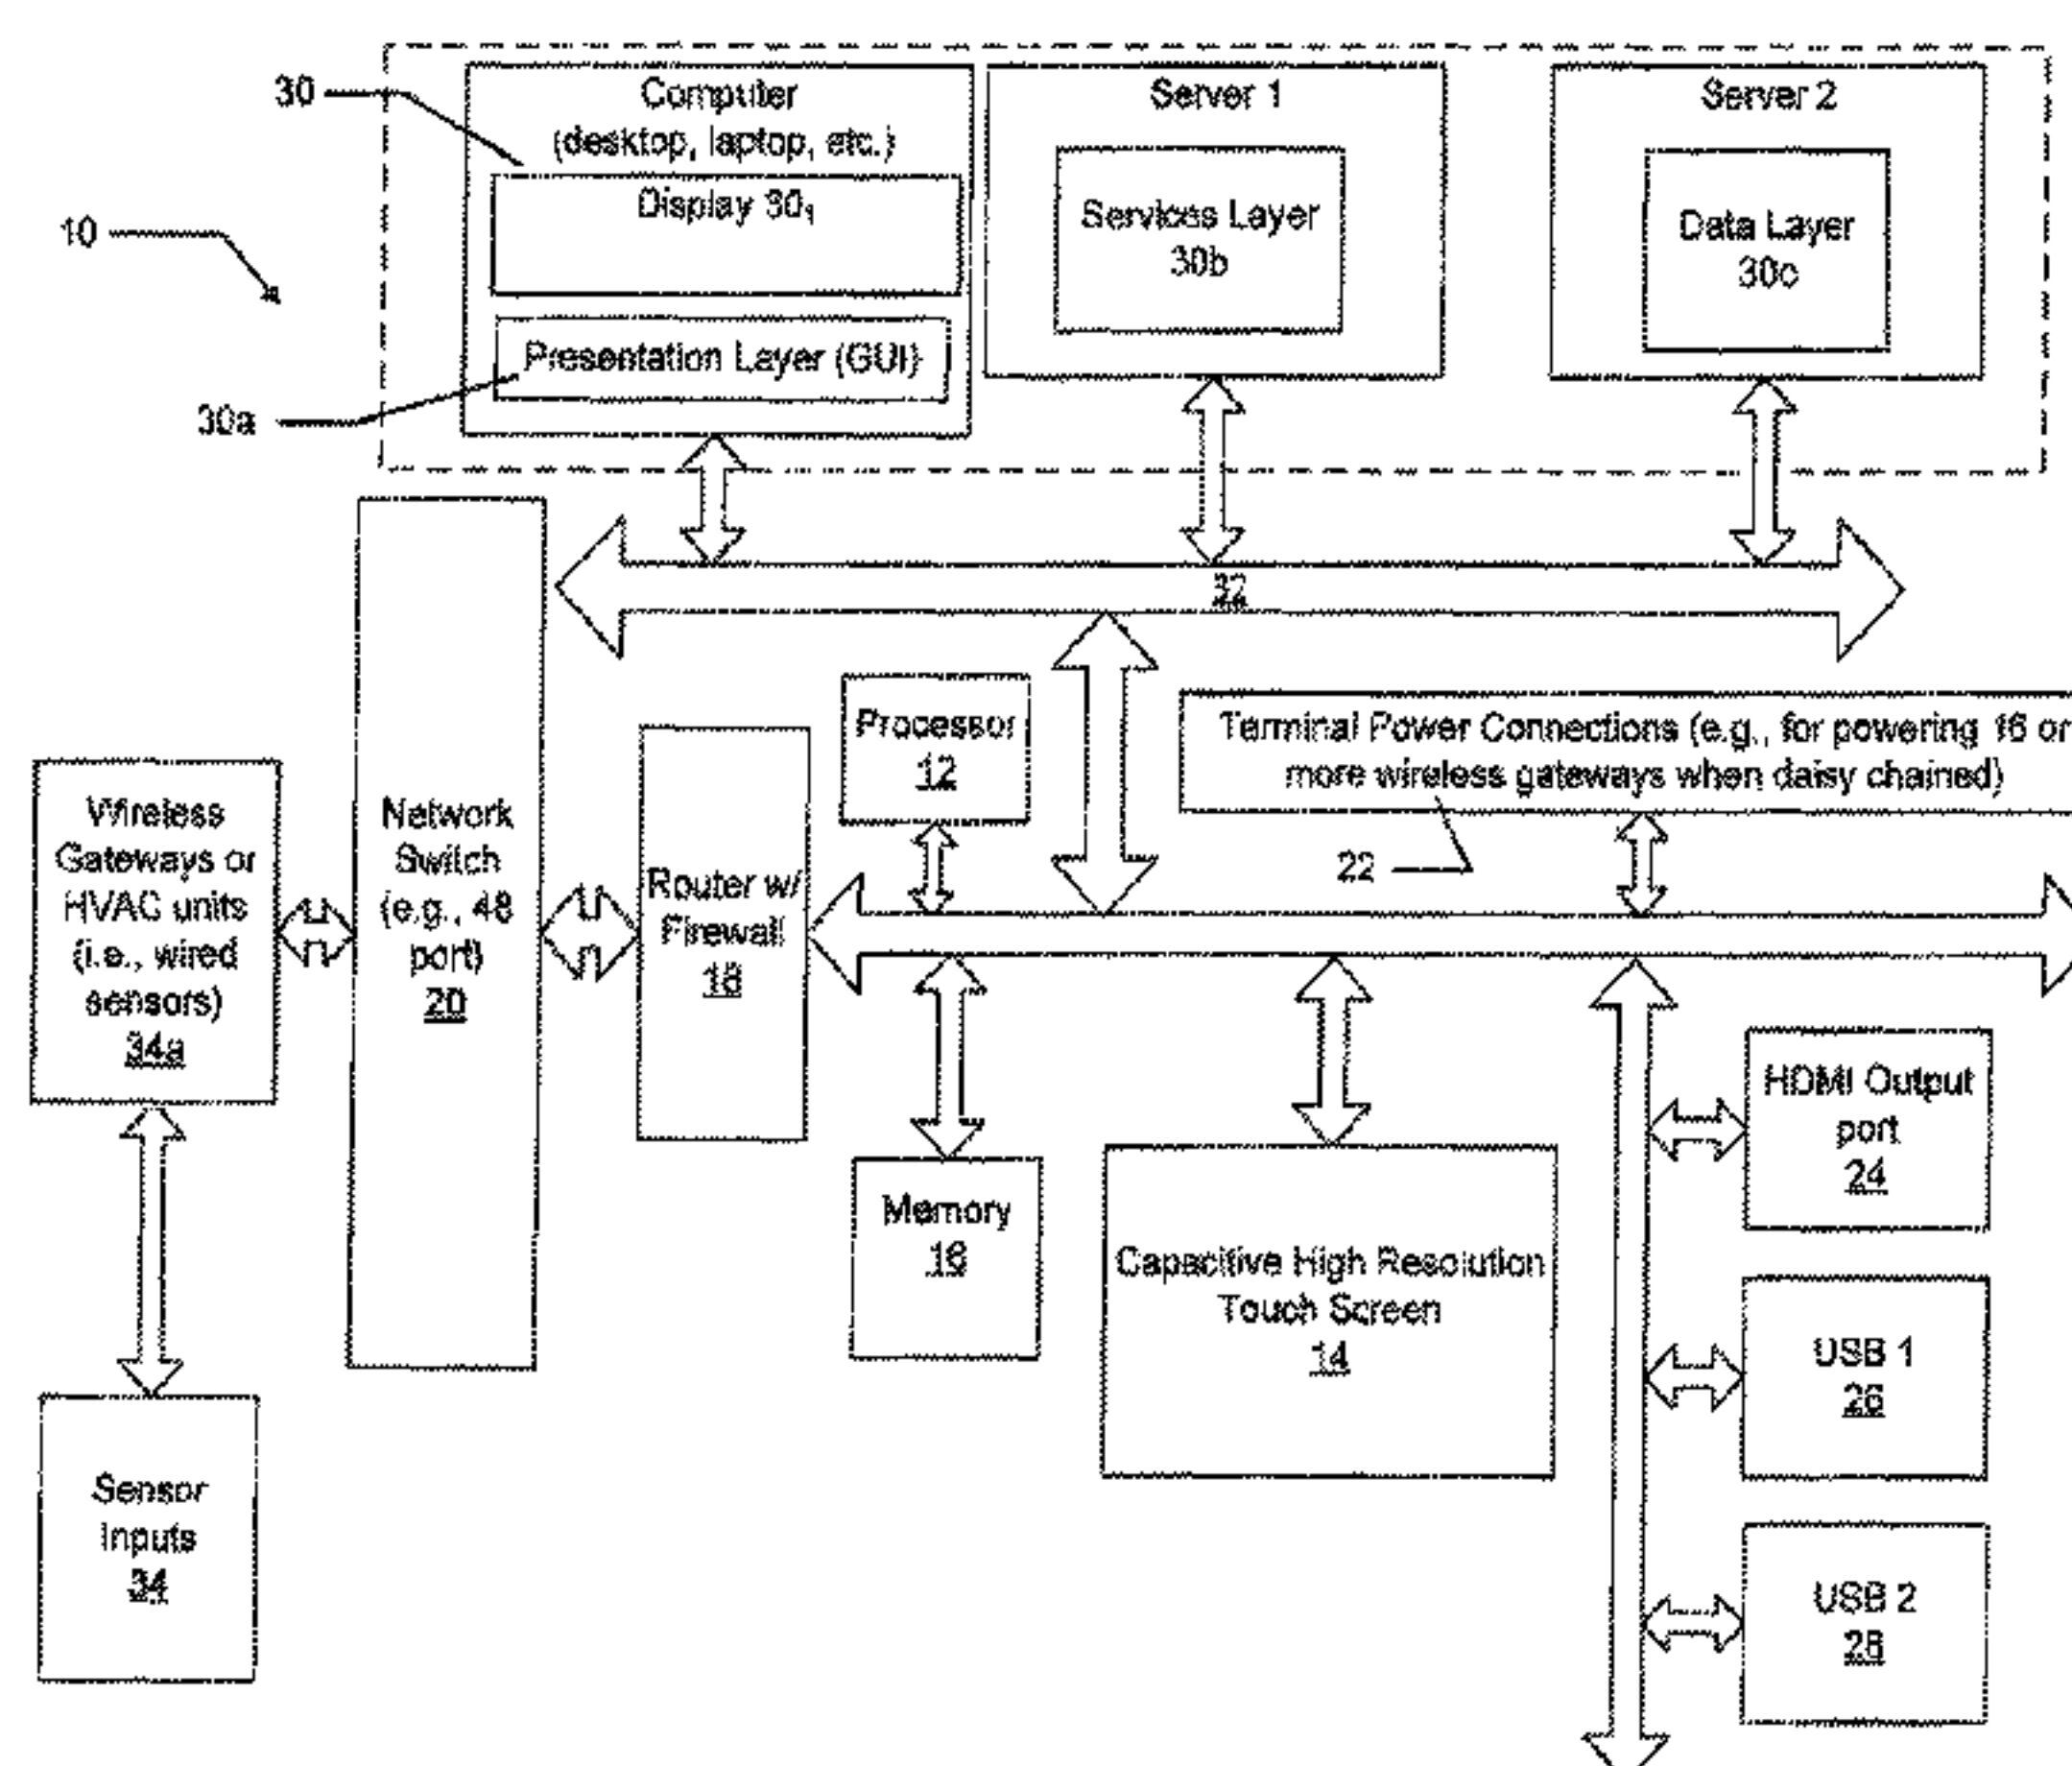 30
Computer
(desktop, laptop, etc.)
Display 30₁
Presentation Layer (GUI)
30a
10
Server 1
Services Layer
30b
Server 2
Data Layer
30c
32
Processor
12
Terminal Power Connections (e.g., for powering 16 or
more wireless gateways when daisy chained)
22
Wireless
Gateways or
HVAC units
(i.e., wired
sensors)
34a
Network
Switch
(e.g., 48
port)
20
Router w/
Firewall
18
Memory
16
Capacitive High Resolution
Touch Screen
14
HDMI Output
port
24
USB 1
26
USB 2
28
Sensor
Inputs
34